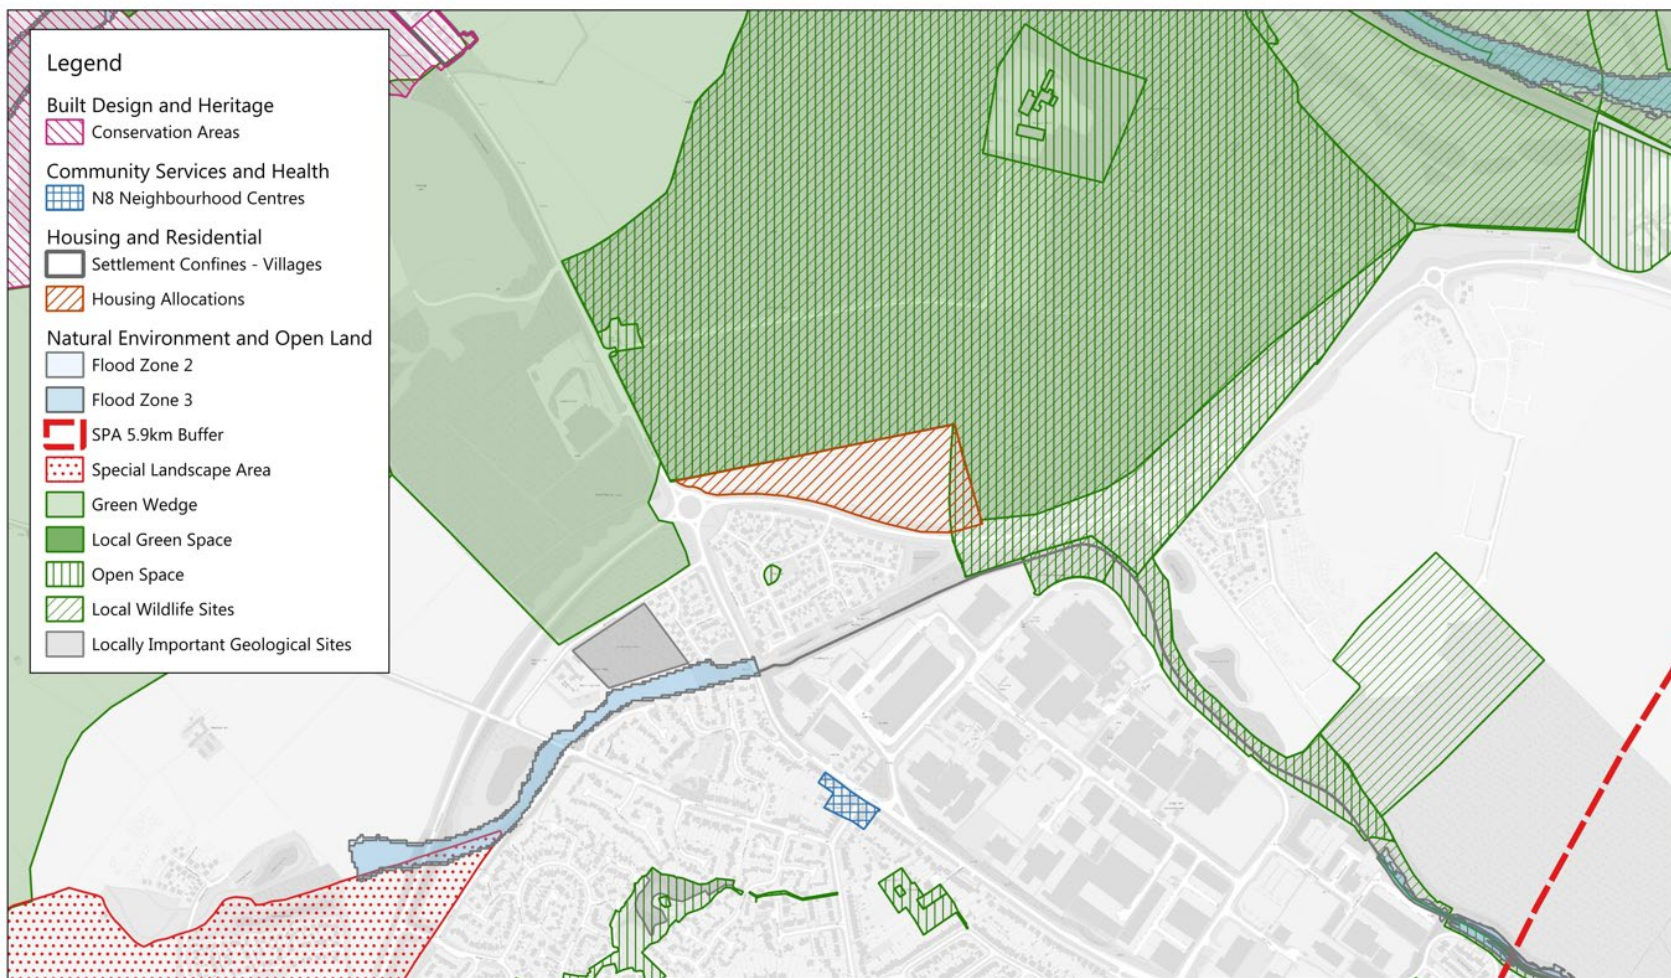 Legend
Built Design and Heritage
Conservation Areas
Community Services and Health
N8 Neighbourhood Centres
Housing and Residential
Settlement Confines - Villages
Housing Allocations
Natural Environment and Open Land
Flood Zone 2
Flood Zone 3
SPA 5.9km Buffer
Special Landscape Area
Green Wedge
Local Green Space
Open Space
Local Wildlife Sites
Locally Important Geological Sites